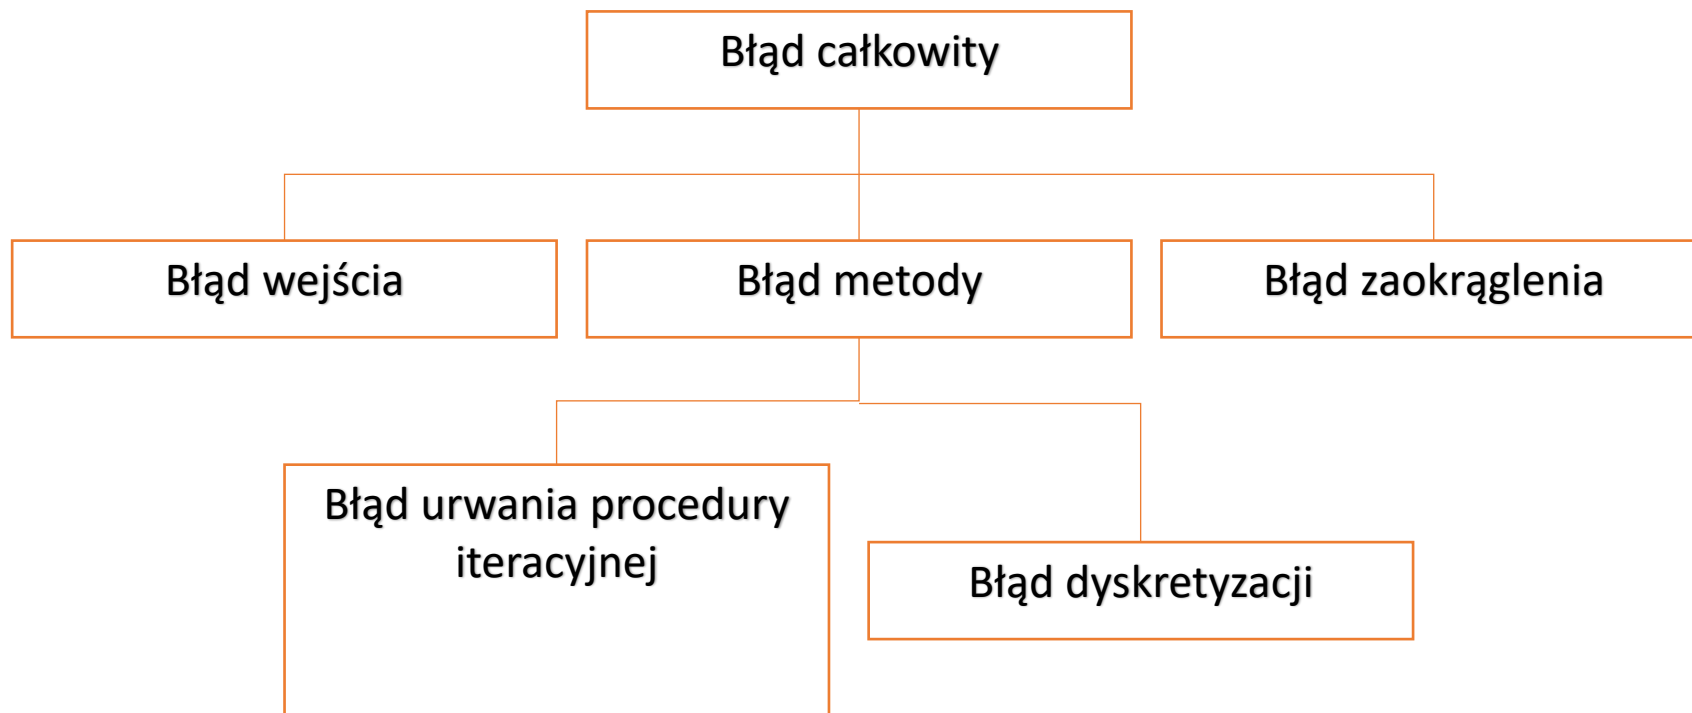 Błąd całkowity
Błąd wejścia
Błąd metody
Błąd zaokrąglenia
Błąd urwania procedury
iteracyjnej
Błąd dyskretyzacji